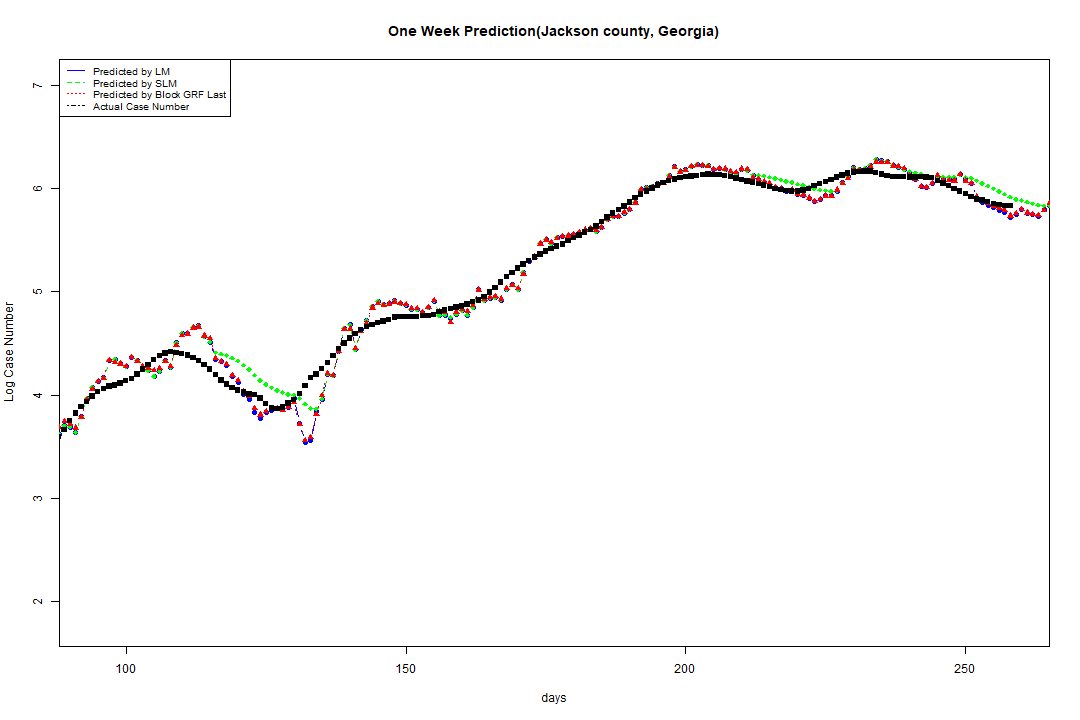 One Week Prediction(Jackson county, Georgia)
Predicted by LM
Predicted by SLM
Predicted by Block GRF Last
Actual Case Number
7
6
5
4
3
2
Log Case Number
100 150 200 250
days